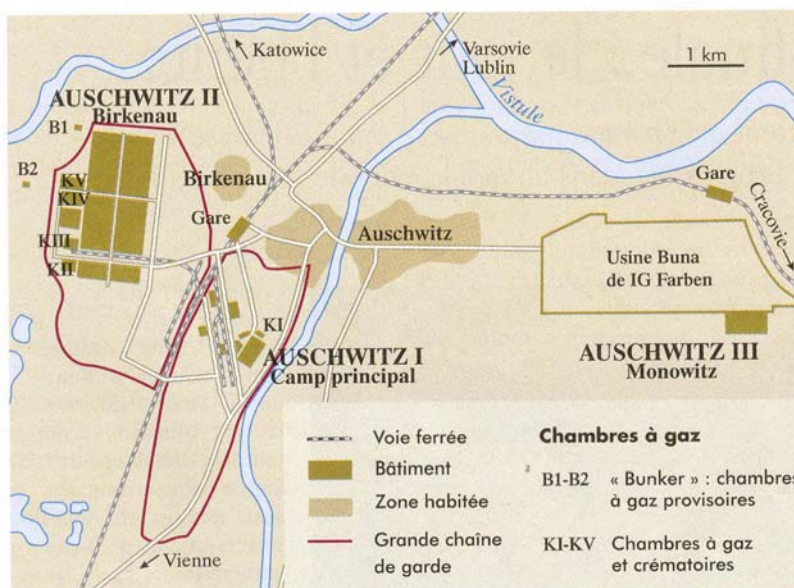 Katowice
Varsovie
Lublin
1 km
Vistule
AUSCHWITZ II
Birkenau
B1
B2
KV
KIV
KIII
KII
Birkenau
Gare
Auschwitz
Gare
Cracovie
Usine Buna
de IG Farben
KI
AUSCHWITZ I
Camp principal
AUSCHWITZ III
Monowitz
Vienne
Voie ferrée
Bâtiment
Zone habitée
Grande chaîne
de garde
Chambres à gaz
B1-B2 « Bunker » : chambres
à gaz provisoires
KI-KV Chambres à gaz
et crématoires